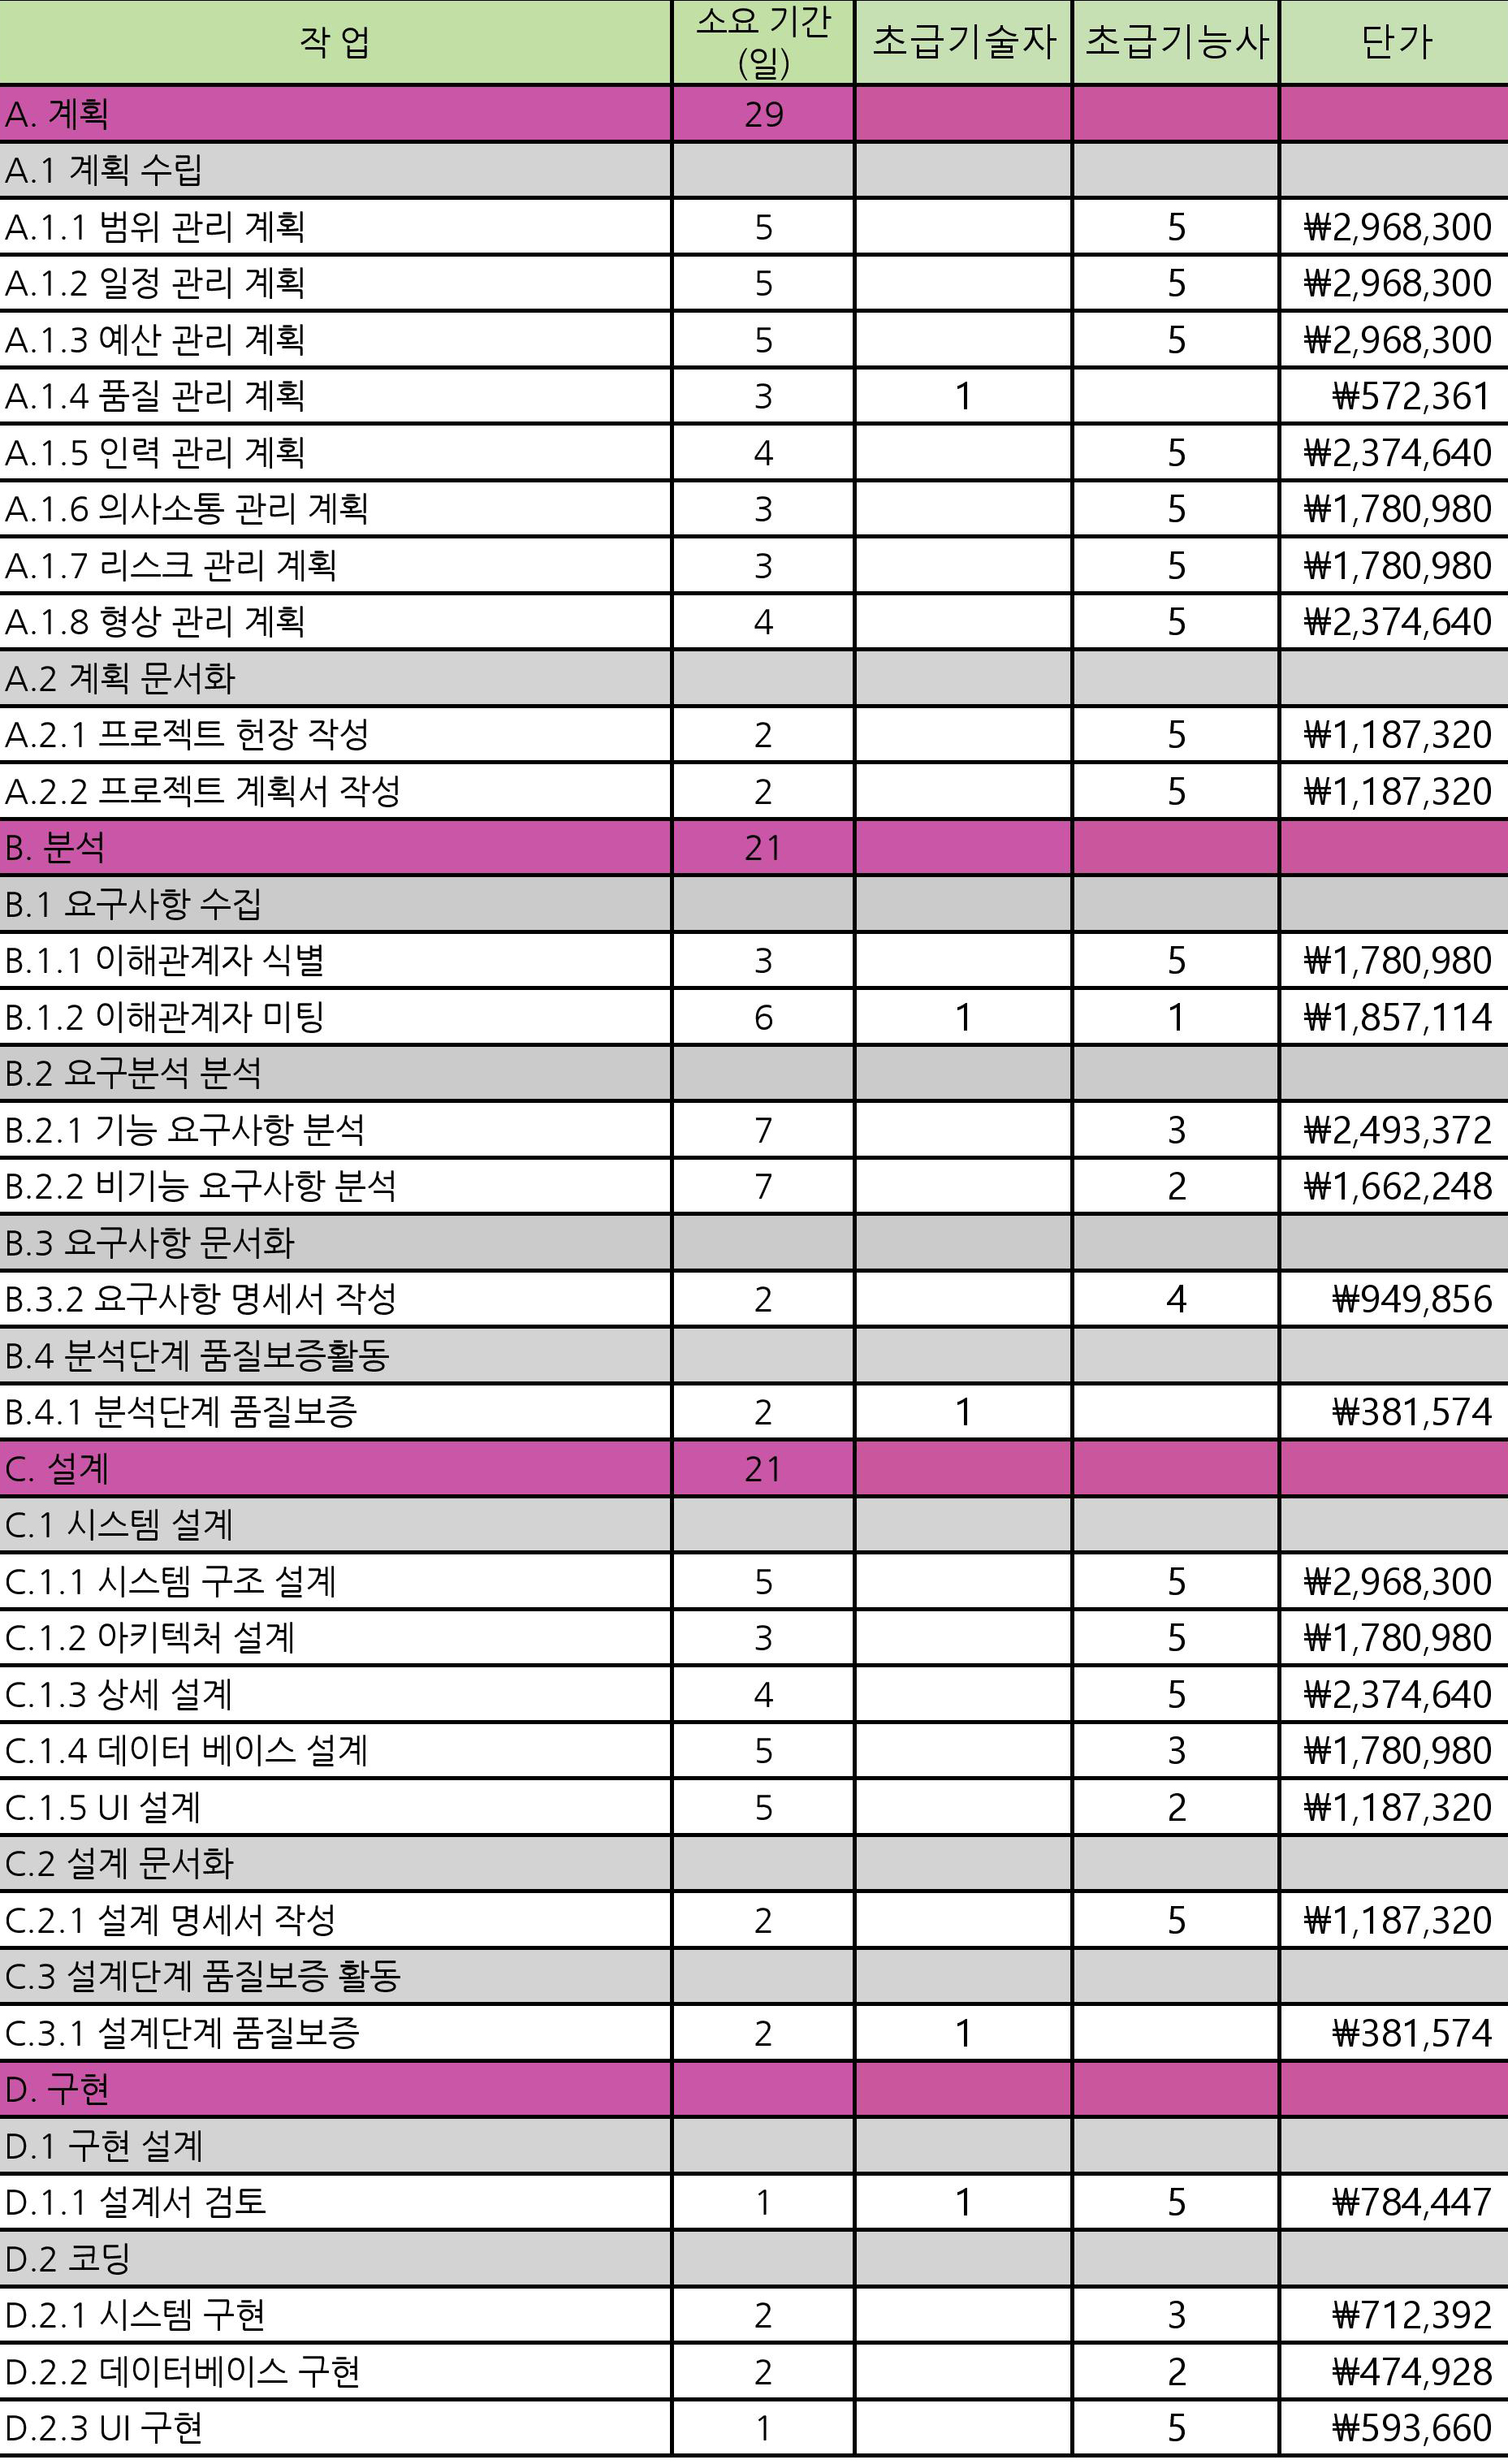 작 업 소요 기간 (일) 초급기술자 초급기능사 단가
A. 계획 29
A.1 계획 수립
A.1.1 범위 관리 계획 5 5 ₩2,968,300
A.1.2 일정 관리 계획 5 5 ₩2,968,300
A.1.3 예산 관리 계획 5 5 ₩2,968,300
A.1.4 품질 관리 계획 3 1 ₩572,361
A.1.5 인력 관리 계획 4 5 ₩2,374,640
A.1.6 의사소통 관리 계획 3 5 ₩1,780,980
A.1.7 리스크 관리 계획 3 5 ₩1,780,980
A.1.8 형상 관리 계획 4 5 ₩2,374,640
A.2 계획 문서화
A.2.1 프로젝트 헌장 작성 2 5 ₩1,187,320
A.2.2 프로젝트 계획서 작성 2 5 ₩1,187,320
B. 분석 21
B.1 요구사항 수집
B.1.1 이해관계자 식별 3 5 ₩1,780,980
B.1.2 이해관계자 미팅 6 1 1 ₩1,857,114
B.2 요구분석 분석
B.2.1 기능 요구사항 분석 7 3 ₩2,493,372
B.2.2 비기능 요구사항 분석 7 2 ₩1,662,248
B.3 요구사항 문서화
B.3.2 요구사항 명세서 작성 2 4 ₩949,856
B.4 분석단계 품질보증활동
B.4.1 분석단계 품질보증 2 1 ₩381,574
C. 설계 21
C.1 시스템 설계
C.1.1 시스템 구조 설계 5 5 ₩2,968,300
C.1.2 아키텍처 설계 3 5 ₩1,780,980
C.1.3 상세 설계 4 5 ₩2,374,640
C.1.4 데이터 베이스 설계 5 3 ₩1,780,980
C.1.5 UI 설계 5 2 ₩1,187,320
C.2 설계 문서화
C.2.1 설계 명세서 작성 2 5 ₩1,187,320
C.3 설계단계 품질보증 활동
C.3.1 설계단계 품질보증 2 1 ₩381,574
D. 구현
D.1 구현 설계
D.1.1 설계서 검토 1 1 5 ₩784,447
D.2 코딩
D.2.1 시스템 구현 2 3 ₩712,392
D.2.2 데이터베이스 구현 2 2 ₩474,928
D.2.3 UI 구현 1 5 ₩593,660